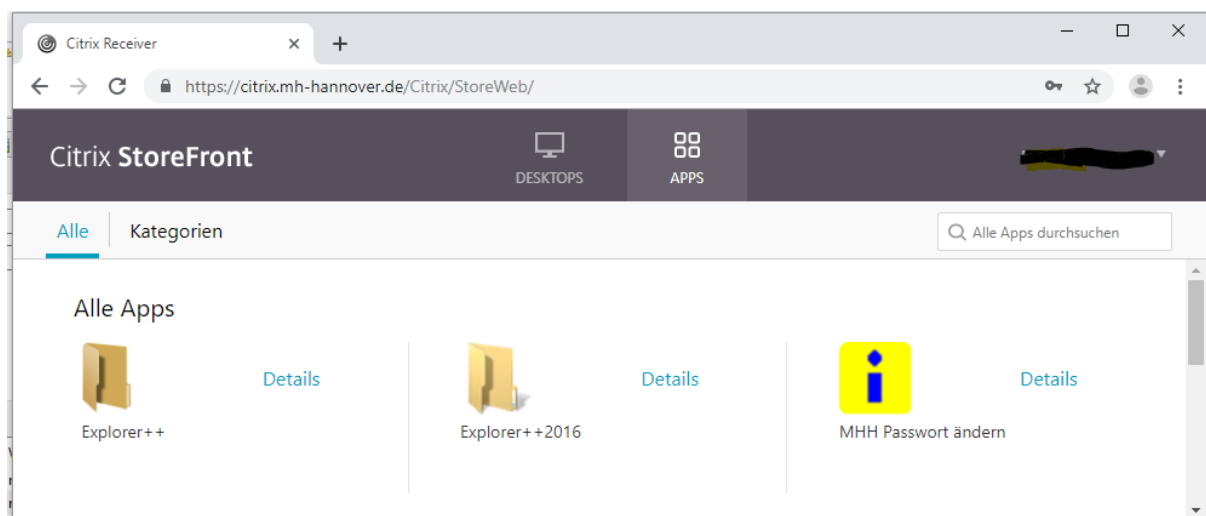 Citrix Receiver
https://citrix.mh-hannover.de/Citrix/StoreWeb/
Citrix StoreFront
DESKTOPS
APPS
Alle
Kategorien
Alle Apps durchsuchen
Alle Apps
Details
Details
Details
Explorer++
Explorer++2016
MHH Passwort ändern